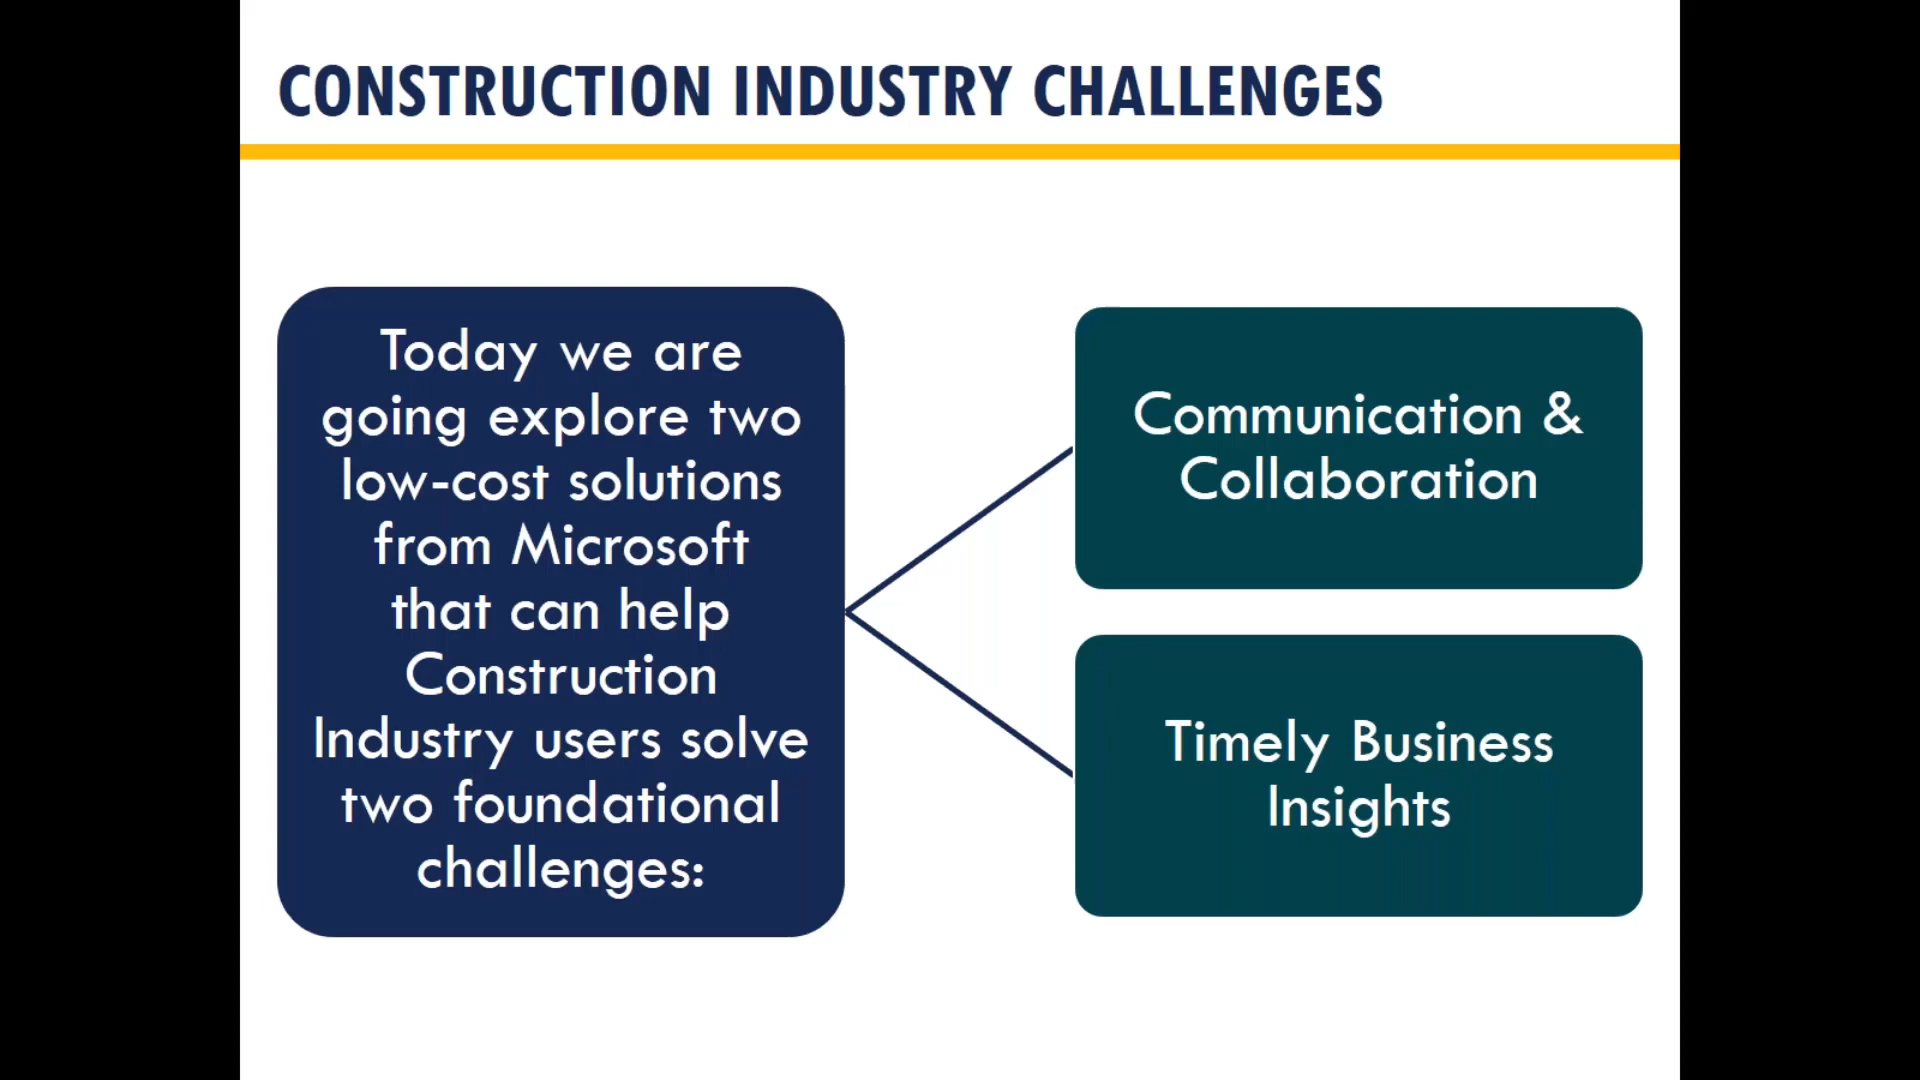 CONSTRUCTION INDUSTRY CHALLENGES
Today we are
going explore two
low-cost solutions
from Microsoft
that can help
Construction
Industry users solve
two foundational
challenges:
Communication &
Collaboration
Timely Business
Insights